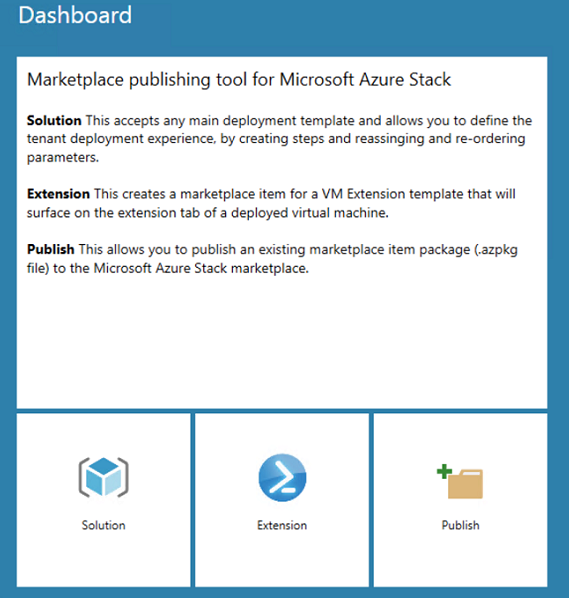 Dashboard
Marketplace publishing tool for Microsoft Azure Stack
Solution This accepts any main deployment template and allows you to define the
tenant deployment experience, by creating steps and reassinging and re-ordering
parameters.
Extension This creates a marketplace item for a VM Extension template that will
surface on the extension tab of a deployed virtual machine.
Publish This allows you to publish an existing marketplace item package (.azpkg
file) to the Microsoft Azure Stack marketplace.
Solution
Extension
Publish